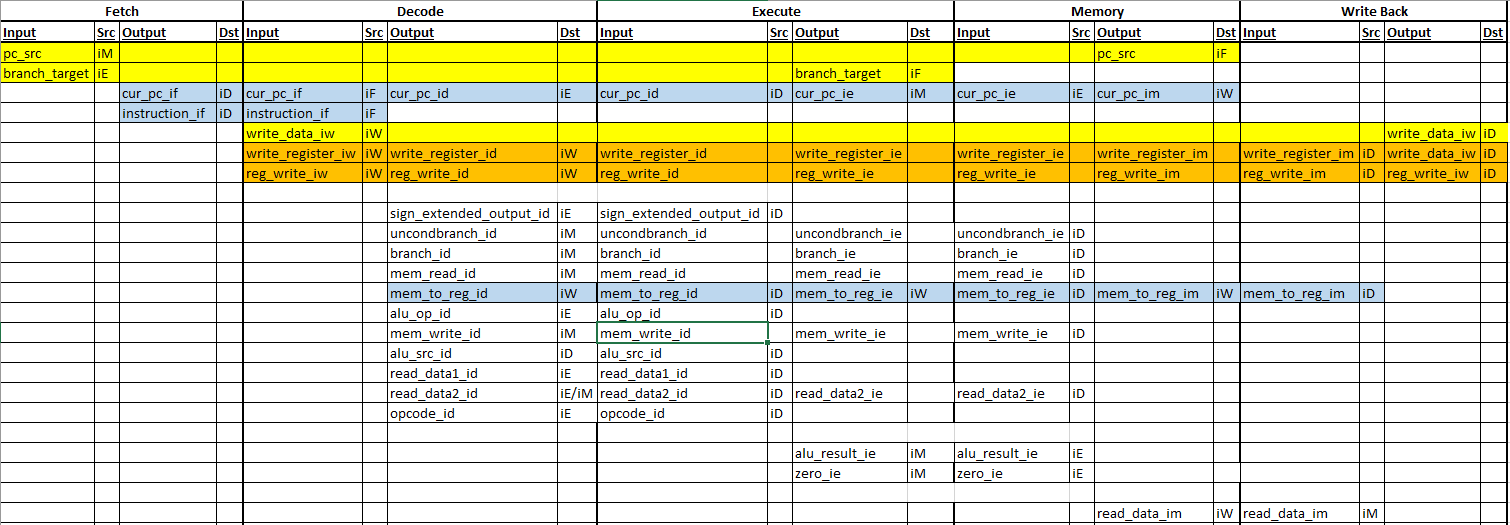 Fetch Decode Execute Memory Write Back
Input Src Output Dst Input Src Output Dst Input Src Output Dst Input Src Output Dst Input Src Output Dst
pc_src iM pc_src iF
branch_target iE branch_target iF
cur_pc_if iD cur_pc_if iF cur_pc_id iE cur_pc_id iD cur_pc_ie iM cur_pc_ie iE cur_pc_im iW
instruction_if iD instruction_if iF
write_data_iw iW write_data_iw iD
write_register_iw iW write_register_id iW write_register_id write_register_ie write_register_ie write_register_im write_register_im iD write_data_iw iD
reg_write_iw iW reg_write_id iW reg_write_id reg_write_ie reg_write_ie reg_write_im reg_write_im iD reg_write_iw iD
sign_extended_output_id iE sign_extended_output_id iD
uncondbranch_id iM uncondbranch_id uncondbranch_ie uncondbranch_ie iD
branch_id iM branch_id branch_ie branch_ie iD
mem_read_id iM mem_read_id mem_read_ie mem_read_ie iD
mem_to_reg_id iW mem_to_reg_id iD mem_to_reg_ie iW mem_to_reg_ie iD mem_to_reg_im iW mem_to_reg_im iD
alu_op_id iE alu_op_id iD
mem_write_id iM mem_write_id mem_write_ie mem_write_ie iD
alu_src_id iD alu_src_id iD
read_data1_id iE read_data1_id iD
read_data2_id iE/iM read_data2_id iD read_data2_ie read_data2_ie iD
opcode_id iE opcode_id iD
alu_result_ie iM alu_result_ie iE
zero_ie iM zero_ie iE
read_data_im iW read_data_im iM